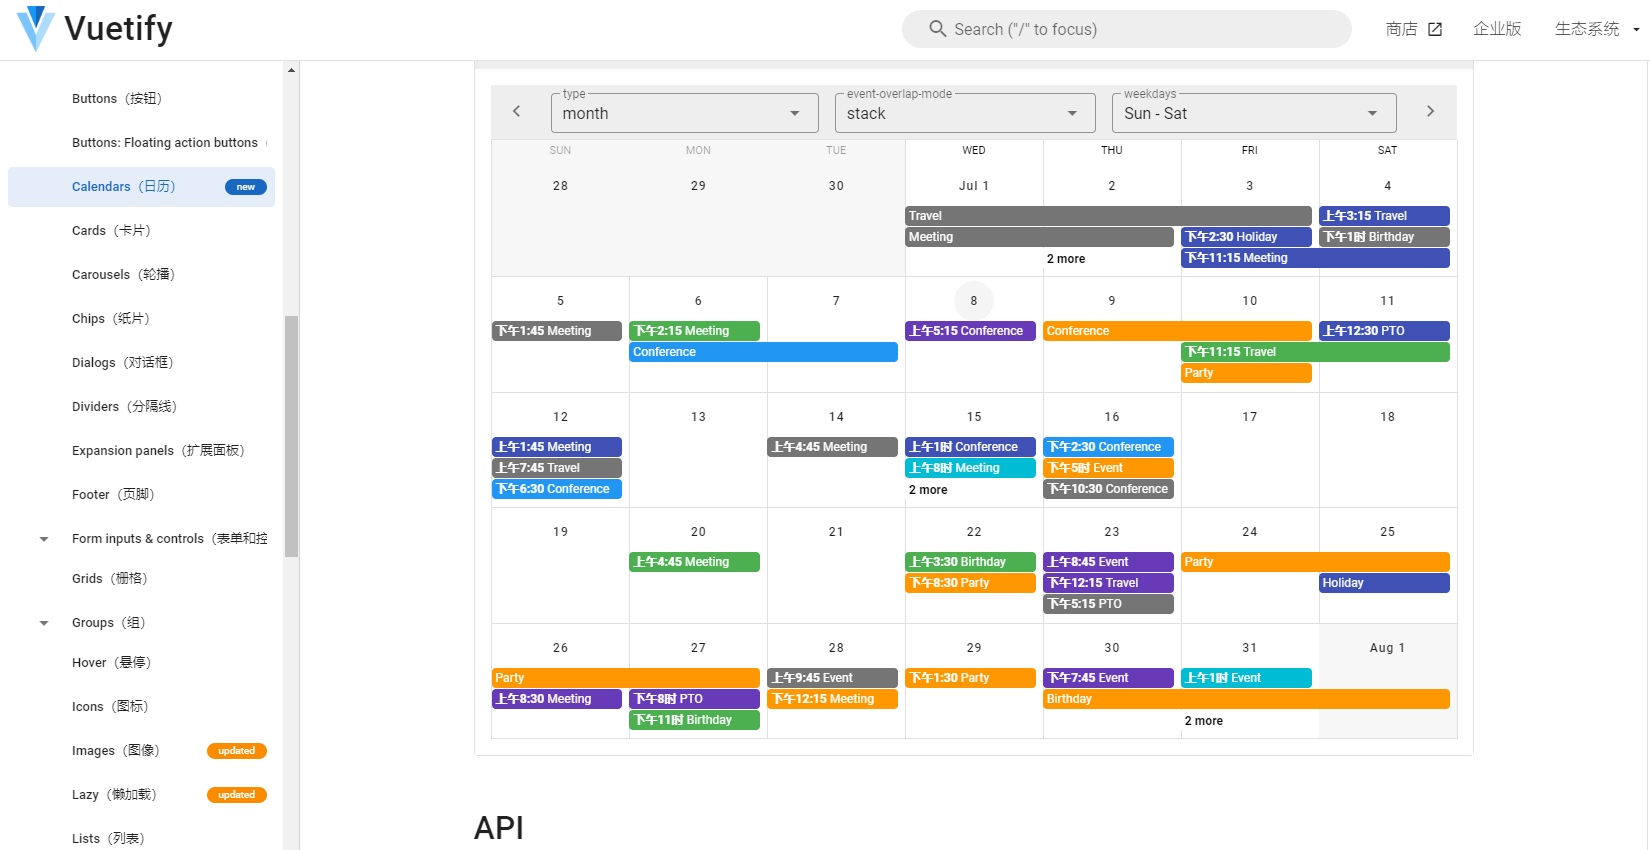 Vuetify
Search ("/" to focus)
商店
企业版
生态系统
Buttons（按钮）
Buttons: Floating action buttons
Calendars（日历）
new
Cards（卡片）
Carousels（轮播）
Chips（纸片）
Dialogs（对话框）
Dividers（分隔线）
Expansion panels（扩展面板）
Footer（页脚）
Form inputs & controls（表单和控
Grids（栅格）
Groups（组）
Hover（悬停）
Icons（图标）
Images（图像）
updated
Lazy（懒加载）
updated
Lists（列表）
type
month
event-overlap-mode
stack
weekdays
Sun - Sat
SUN MON TUE WED THU FRI SAT
28 29 30 Jul 1 2 3 4
Travel 上午3:15 Travel
Meeting 下午2:30 Holiday 下午1时 Birthday
2 more 下午11:15 Meeting
5 6 7 8 9 10 11
下午1:45 Meeting 下午2:15 Meeting 上午5:15 Conference Conference 上午12:30 PTO
Conference 下午11:15 Travel
Party
12 13 14 15 16 17 18
上午1:45 Meeting 上午4:45 Meeting 上午1时 Conference 下午2:30 Conference
上午7:45 Travel 上午8时 Meeting 下午5时 Event
下午6:30 Conference 2 more 下午10:30 Conference
19 20 21 22 23 24 25
上午4:45 Meeting 上午3:30 Birthday 上午8:45 Event Party
下午8:30 Party 下午12:15 Travel Holiday
下午5:15 PTO
26 27 28 29 30 31 Aug 1
Party 上午9:45 Event 下午1:30 Party 下午7:45 Event 上午1时 Event
上午8:30 Meeting 下午8时 PTO 下午12:15 Meeting Birthday
下午11时 Birthday 2 more
API